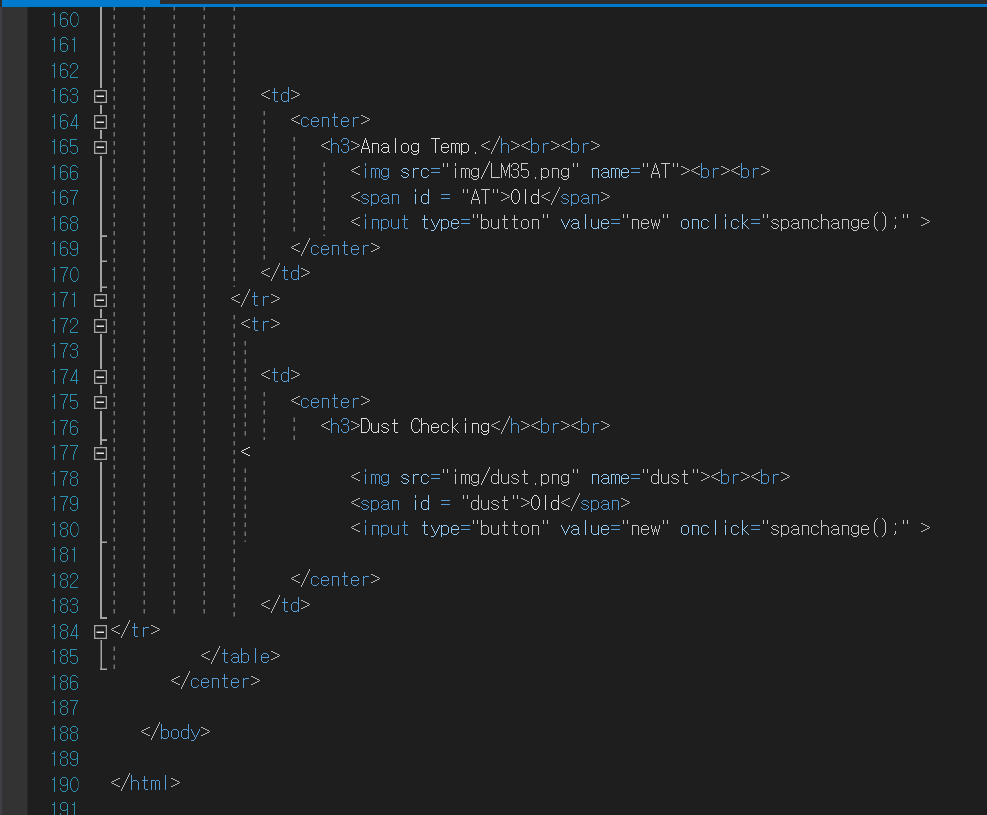 160
161
162
163 <td>
164 <center>
165 <h3>Analog Temp.</h><br><br>
166 <img src="img/LM35.png" name="AT"><br><br>
167 <span id = "AT">Old</span>
168 <input type="button" value="new" onclick="spanchange();" >
169 </center>
170 </td>
171 </tr>
172 <tr>
173
174 <td>
175 <center>
176 <h3>Dust Checking</h><br><br>
177 <
178 <img src="img/dust.png" name="dust"><br><br>
179 <span id = "dust">Old</span>
180 <input type="button" value="new" onclick="spanchange();" >
181
182 </center>
183 </td>
184 </tr>
185 </table>
186 </center>
187
188 </body>
189
190 </html>
191